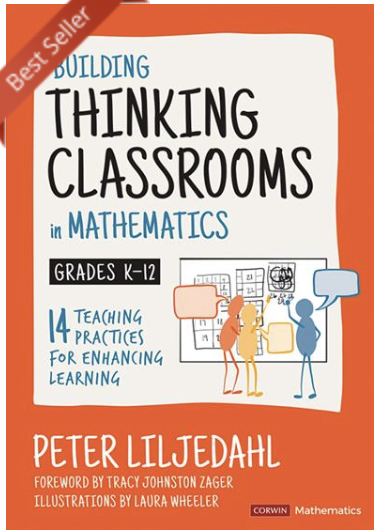 Best Seller
BUILDING
THINKING
CLASSROOMS
in MATHEMATICS
GRADES K–12
14 TEACHING
PRACTICES
FOR ENHANCING
LEARNING
PETER LILJEDAHL
FOREWORD BY TRACY JOHNSTON ZAGER
ILLUSTRATIONS BY LAURA WHEELER
CORWIN Mathematics